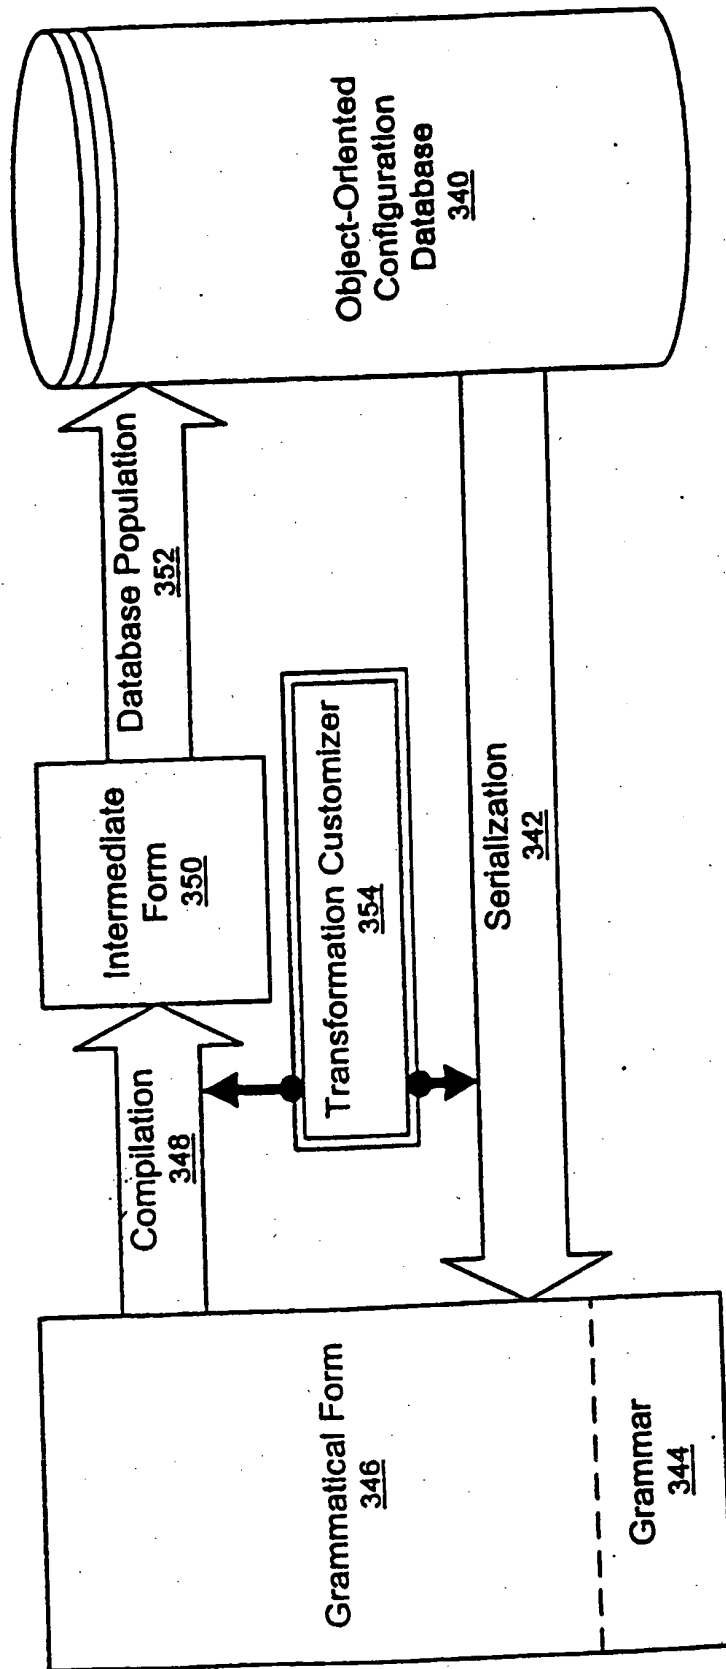 Grammatical Form
346
Grammar
344
Compilation
348
Intermediate
Form
350
Database Population
352
Transformation Customizer
354
Serialization
342
Object-Oriented
Configuration
Database
340